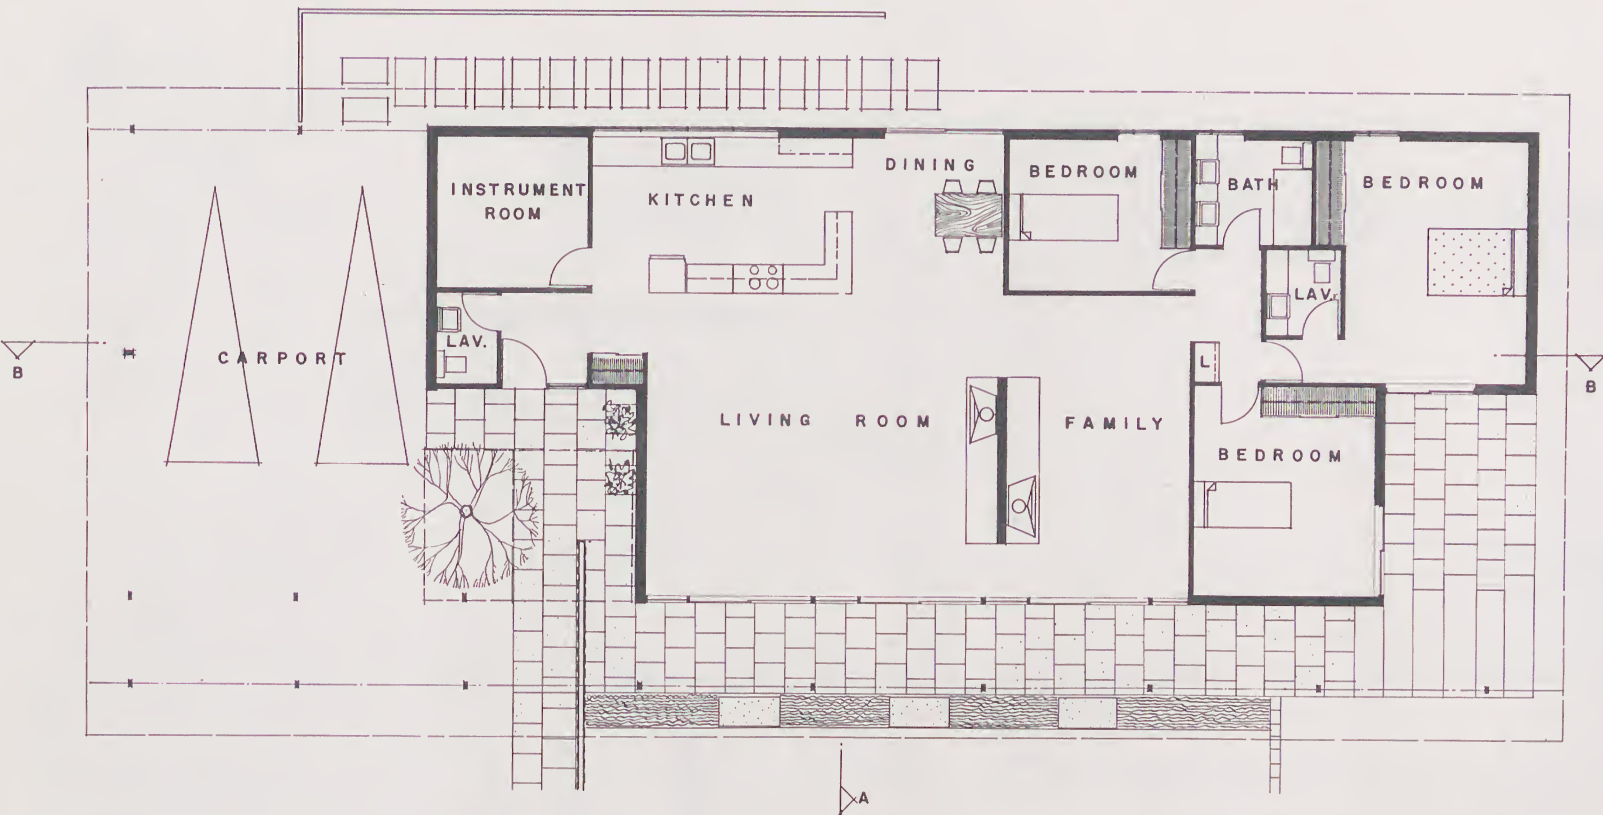 DINING
BEDROOM
BATH
BEDROOM
INSTRUMENT
ROOM
KITCHEN
LAV.
LAV.
CARPORT
L
B
B
LIVING ROOM
FAMILY
BEDROOM
A